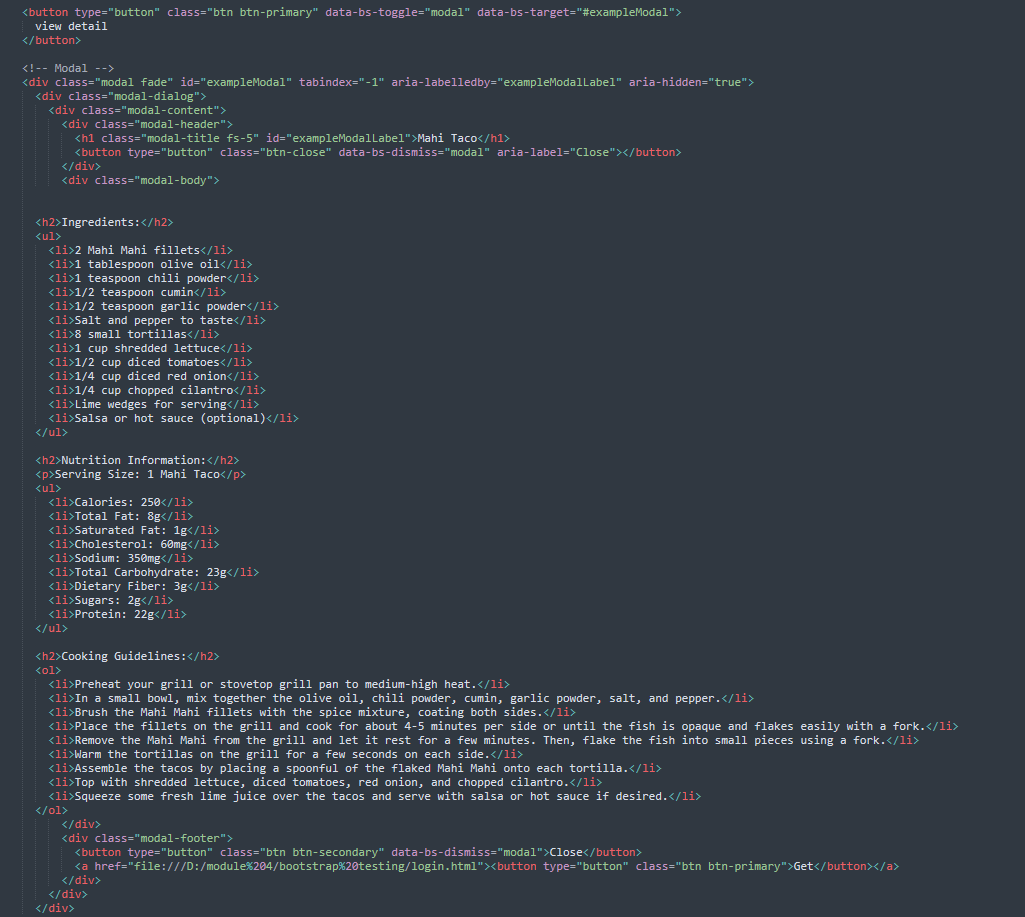 <button type="button" class="btn btn-primary" data-bs-toggle="modal" data-bs-target="#exampleModal">
  view detail
</button>

<!-- Modal -->
<div class="modal fade" id="exampleModal" tabindex="-1" aria-labelledby="exampleModalLabel" aria-hidden="true">
  <div class="modal-dialog">
    <div class="modal-content">
      <div class="modal-header">
        <h1 class="modal-title fs-5" id="exampleModalLabel">Mahi Taco</h1>
        <button type="button" class="btn-close" data-bs-dismiss="modal" aria-label="Close"></button>
      </div>
      <div class="modal-body">

  <h2>Ingredients:</h2>
  <ul>
    <li>2 Mahi Mahi fillets</li>
    <li>1 tablespoon olive oil</li>
    <li>1 teaspoon chili powder</li>
    <li>1/2 teaspoon cumin</li>
    <li>1/2 teaspoon garlic powder</li>
    <li>Salt and pepper to taste</li>
    <li>8 small tortillas</li>
    <li>1 cup shredded lettuce</li>
    <li>1/2 cup diced tomatoes</li>
    <li>1/4 cup diced red onion</li>
    <li>1/4 cup chopped cilantro</li>
    <li>Lime wedges for serving</li>
    <li>Salsa or hot sauce (optional)</li>
  </ul>

  <h2>Nutrition Information:</h2>
  <p>Serving Size: 1 Mahi Taco</p>
  <ul>
    <li>Calories: 250</li>
    <li>Total Fat: 8g</li>
    <li>Saturated Fat: 1g</li>
    <li>Cholesterol: 60mg</li>
    <li>Sodium: 350mg</li>
    <li>Total Carbohydrate: 23g</li>
    <li>Dietary Fiber: 3g</li>
    <li>Sugars: 2g</li>
    <li>Protein: 22g</li>
  </ul>

  <h2>Cooking Guidelines:</h2>
  <ol>
    <li>Preheat your grill or stovetop grill pan to medium-high heat.</li>
    <li>In a small bowl, mix together the olive oil, chili powder, cumin, garlic powder, salt, and pepper.</li>
    <li>Brush the Mahi Mahi fillets with the spice mixture, coating both sides.</li>
    <li>Place the fillets on the grill and cook for about 4-5 minutes per side or until the fish is opaque and flakes easily with a fork.</li>
    <li>Remove the Mahi Mahi from the grill and let it rest for a few minutes. Then, flake the fish into small pieces using a fork.</li>
    <li>Warm the tortillas on the grill for a few seconds on each side.</li>
    <li>Assemble the tacos by placing a spoonful of the flaked Mahi Mahi onto each tortilla.</li>
    <li>Top with shredded lettuce, diced tomatoes, red onion, and chopped cilantro.</li>
    <li>Squeeze some fresh lime juice over the tacos and serve with salsa or hot sauce if desired.</li>
  </ol>
      </div>
      <div class="modal-footer">
        <button type="button" class="btn btn-secondary" data-bs-dismiss="modal">Close</button>
        <a href="file:///D:/module%204/bootstrap%20testing/login.html"><button type="button" class="btn btn-primary">Get</button></a>
      </div>
    </div>
  </div>